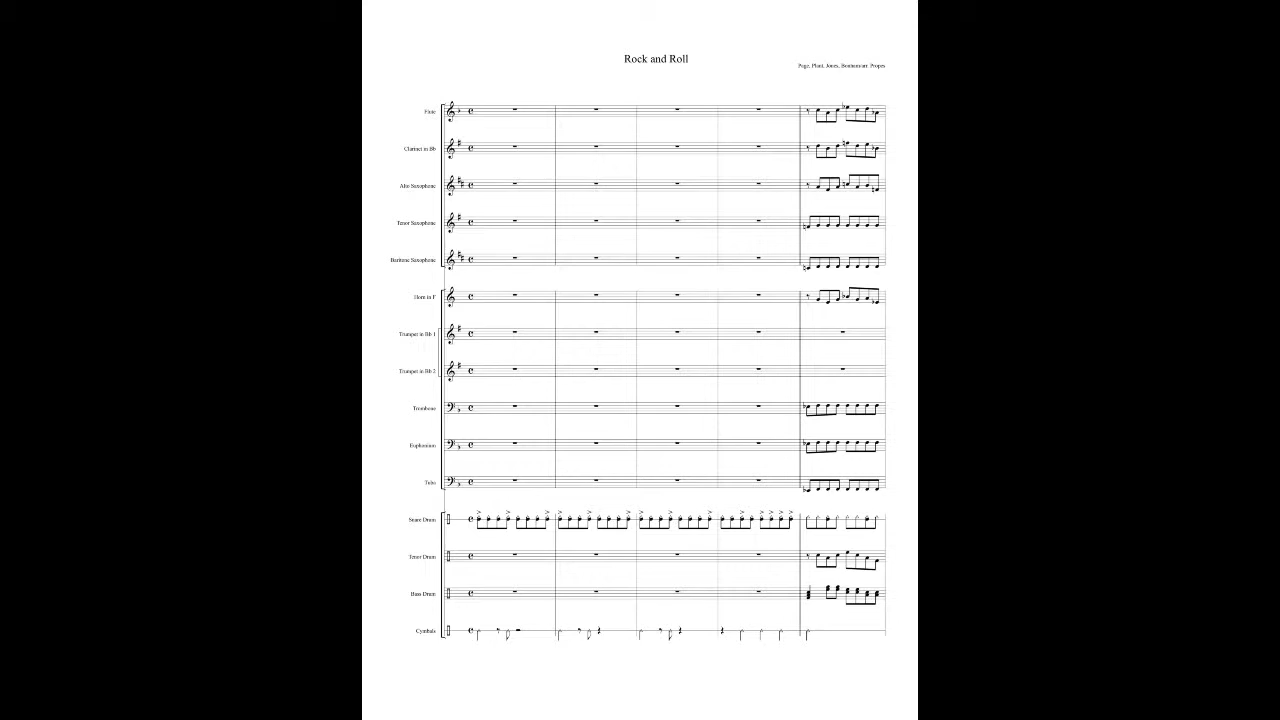 Rock and Roll
Page, Plant, Jones, Bonham/arr. Propes
Flute
Clarinet in Bb
Alto Saxophone
Tenor Saxophone
Baritone Saxophone
Horn in F
Trumpet in Bb 1
Trumpet in Bb 2
Trombone
Euphonium
Tuba
Snare Drum
Tenor Drum
Bass Drum
Cymbals